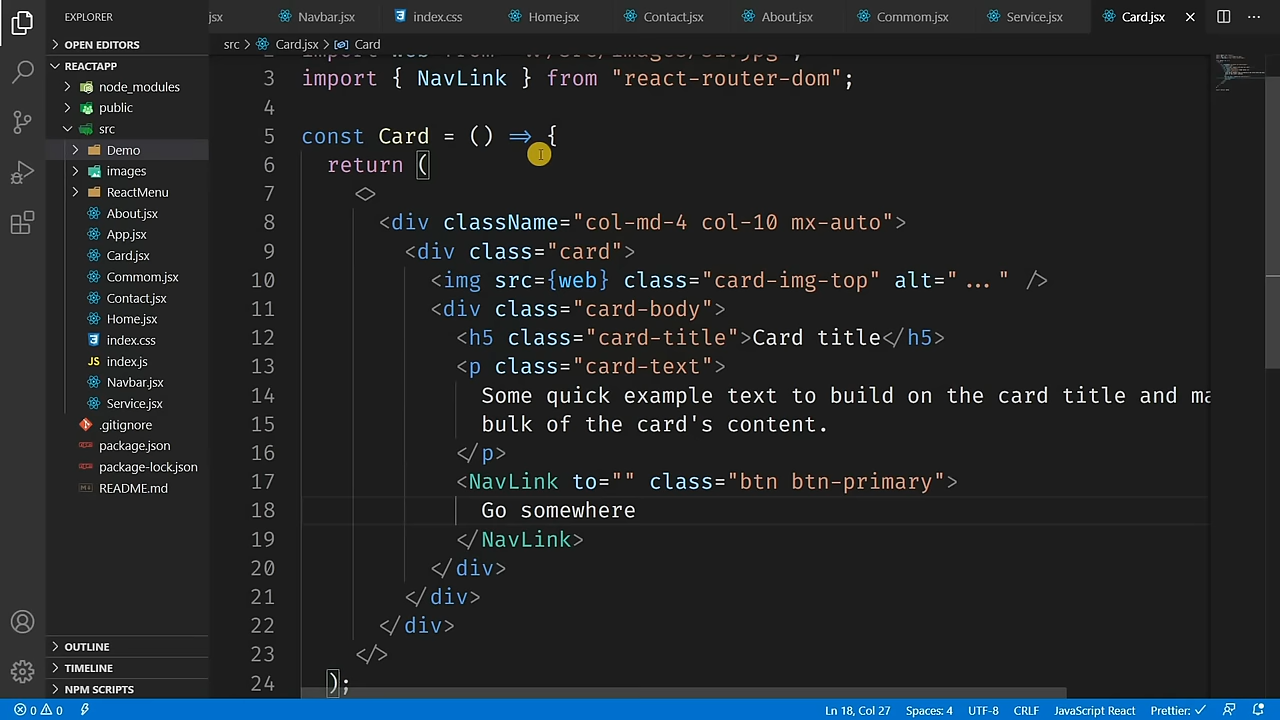 EXPLORER
jsx
Navbar.jsx
index.css
Home.jsx
Contact.jsx
About.jsx
Commom.jsx
Service.jsx
Card.jsx
OPEN EDITORS
REACTAPP
node_modules
public
src
Demo
images
ReactMenu
About.jsx
App.jsx
Card.jsx
Commom.jsx
Contact.jsx
Home.jsx
index.css
JS index.js
Navbar.jsx
Service.jsx
.gitignore
package.json
package-lock.json
README.md
OUTLINE
TIMELINE
NPM SCRIPTS
src > Card.jsx > Card
3 import { NavLink } from "react-router-dom";
4
5 const Card = () => {
6 return (
7 <>
8 <div className="col-md-4 col-10 mx-auto">
9 <div class="card">
10 <img src={web} class="card-img-top" alt="..." />
11 <div class="card-body">
12 <h5 class="card-title">Card title</h5>
13 <p class="card-text">
14 Some quick example text to build on the card title and ma
15 bulk of the card's content.
16 </p>
17 <NavLink to="" class="btn btn-primary">
18 Go somewhere
19 </NavLink>
20 </div>
21 </div>
22 </div>
23 </>
24 );
0 0 Ln 18, Col 27 Spaces: 4 UTF-8 CRLF JavaScript React Prettier: ✓